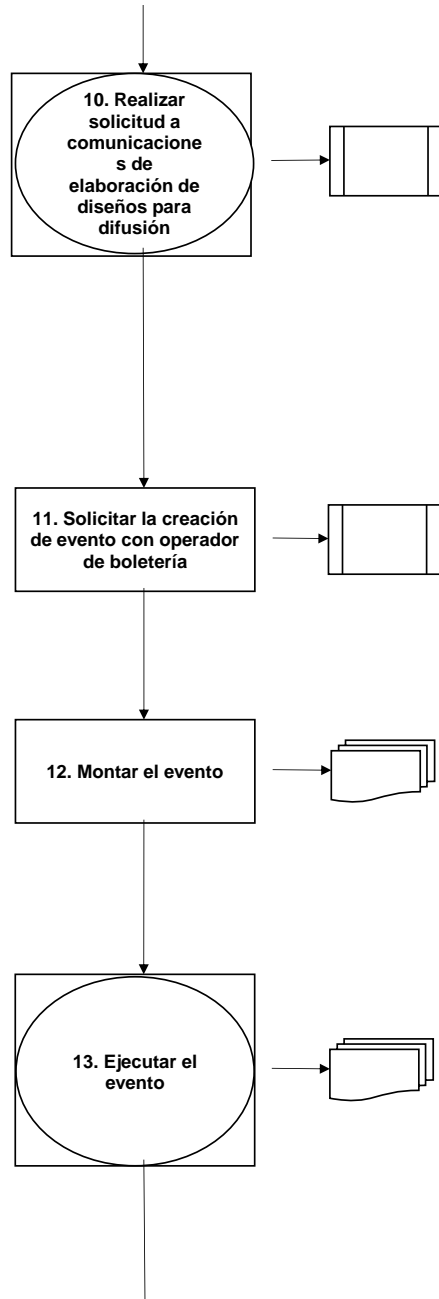 10. Realizar
solicitud a
comunicacione
s de
elaboración de
diseños para
difusión
11. Solicitar la creación
de evento con operador
de boletería
12. Montar el evento
13. Ejecutar el
evento